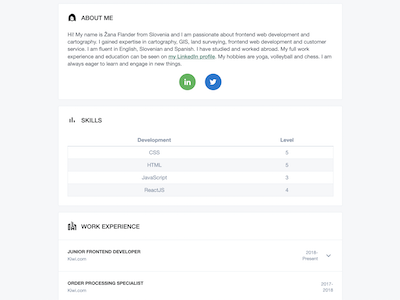 ABOUT ME
Hi! My name is Žana Flander from Slovenia and I am passionate about frontend web development and
cartography. I gained expertise in cartography, GIS, land surveying, frontend web development and customer
service. I am fluent in English, Slovenian and Spanish. I have studied and worked abroad. My full work
experience and education can be seen on my LinkedIn profile. My hobbies are yoga, volleyball and chess. I am
always eager to learn and engage in new things.
in
SKILLS
Development Level
CSS 5
HTML 5
JavaScript 3
ReactJS 4
WORK EXPERIENCE
JUNIOR FRONTEND DEVELOPER 2018-
Kiwi.com Present
ORDER PROCESSING SPECIALIST 2017-
Kiwi.com 2018